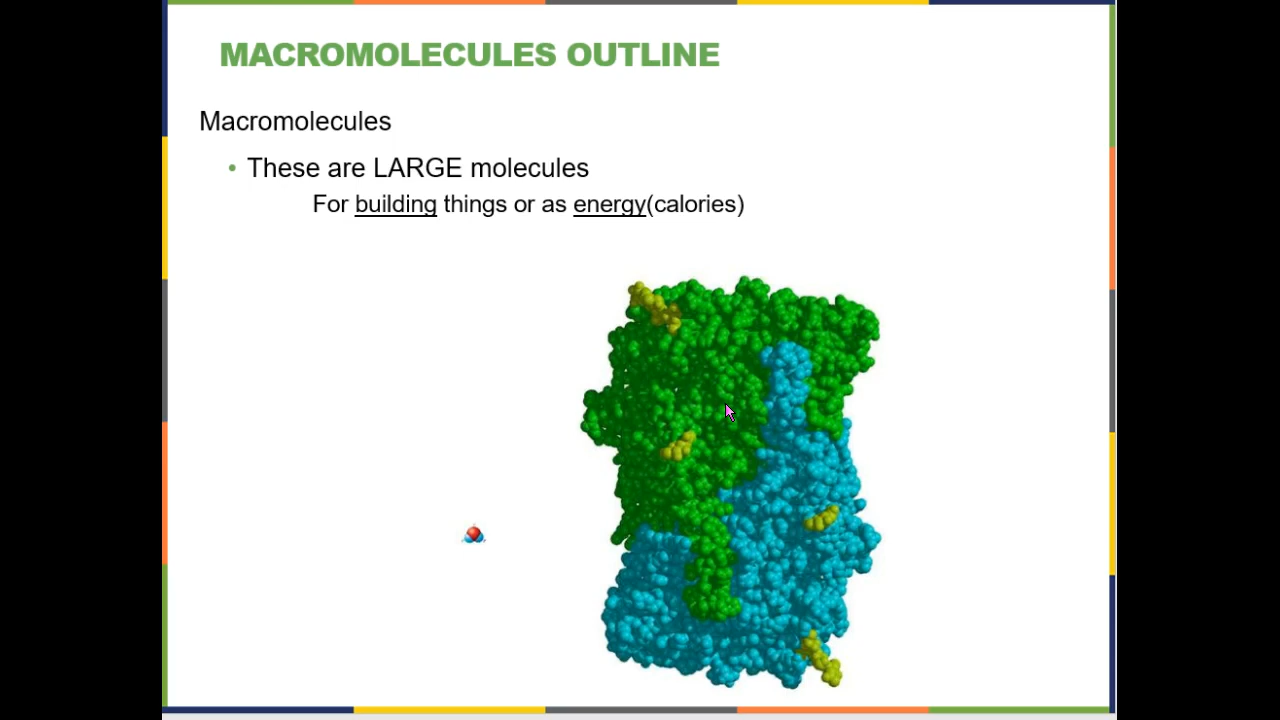 MACROMOLECULES OUTLINE
Macromolecules
• These are LARGE molecules
For building things or as energy(calories)